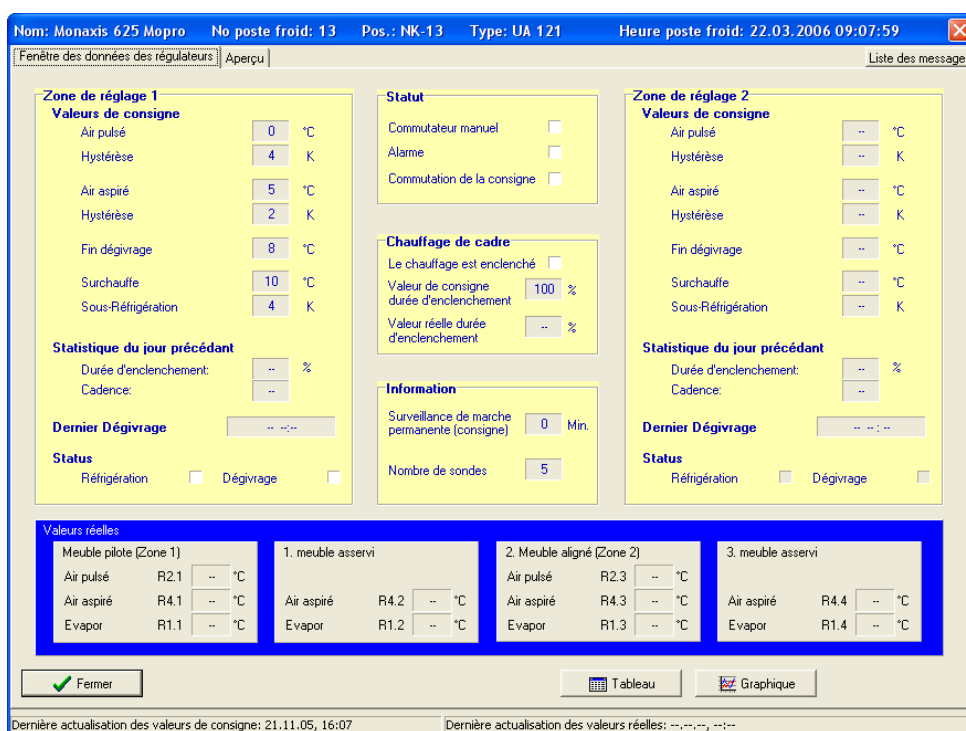 Nom: Monaxis 625 Mopro No poste froid: 13 Pos.: NK-13 Type: UA 121 Heure poste froid: 22.03.2006 09:07:59
Fenêtre des données des régulateurs Aperçu Liste des message
Zone de réglage 1
Valeurs de consigne
Air pulsé 0 °C
Hystérèse 4 K
Air aspiré 5 °C
Hystérèse 2 K
Fin dégivrage 8 °C
Surchauffe 10 °C
Sous-Réfrigération 4 K
Statistique du jour précédant
Durée d'enclenchement: -- %
Cadence: --
Dernier Dégivrage -- --:--
Status
Réfrigération Dégivrage
Statut
Commutateur manuel
Alarme
Commutation de la consigne
Chauffage de cadre
Le chauffage est enclenché
Valeur de consigne
durée d'enclenchement 100 %
Valeur réelle durée
d'enclenchement -- %
Information
Surveillance de marche
permanente (consigne) 0 Min.
Nombre de sondes 5
Zone de réglage 2
Valeurs de consigne
Air pulsé -- °C
Hystérèse -- K
Air aspiré -- °C
Hystérèse -- K
Fin dégivrage -- °C
Surchauffe -- °C
Sous-Réfrigération -- K
Statistique du jour précédant
Durée d'enclenchement: -- %
Cadence: --
Dernier Dégivrage -- -- : --
Status
Réfrigération Dégivrage
Valeurs réelles
Meuble pilote (Zone 1)
Air pulsé R2.1 -- °C
Air aspiré R4.1 -- °C
Evapor R1.1 -- °C
1. meuble asservi
Air aspiré R4.2 -- °C
Evapor R1.2 -- °C
2. Meuble aligné (Zone 2)
Air pulsé R2.3 -- °C
Air aspiré R4.3 -- °C
Evapor R1.3 -- °C
3. meuble asservi
Air aspiré R4.4 -- °C
Evapor R1.4 -- °C
Fermer Tableau Graphique
Dernière actualisation des valeurs de consigne: 21.11.05, 16:07 Dernière actualisation des valeurs réelles: --.--.--, --:--